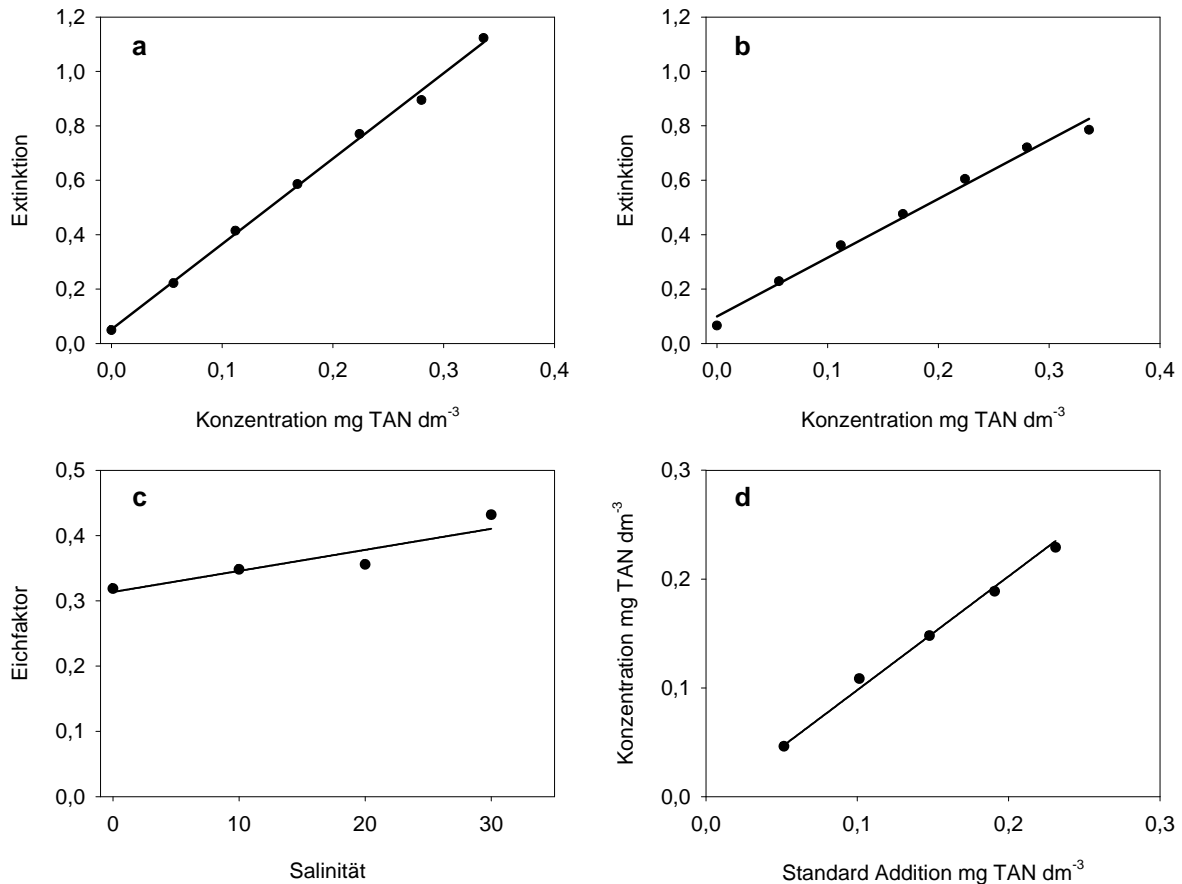 a
Extinktion
1,2
1,0
0,8
0,6
0,4
0,2
0,0
0,0 0,1 0,2 0,3 0,4
Konzentration mg TAN dm-3
b
Extinktion
1,2
1,0
0,8
0,6
0,4
0,2
0,0
0,0 0,1 0,2 0,3 0,4
Konzentration mg TAN dm-3
c
Eichfaktor
0,5
0,4
0,3
0,2
0,1
0,0
0 10 20 30
Salinität
d
Konzentration mg TAN dm-3
0,3
0,2
0,1
0,0
0,0 0,1 0,2 0,3
Standard Addition mg TAN dm-3